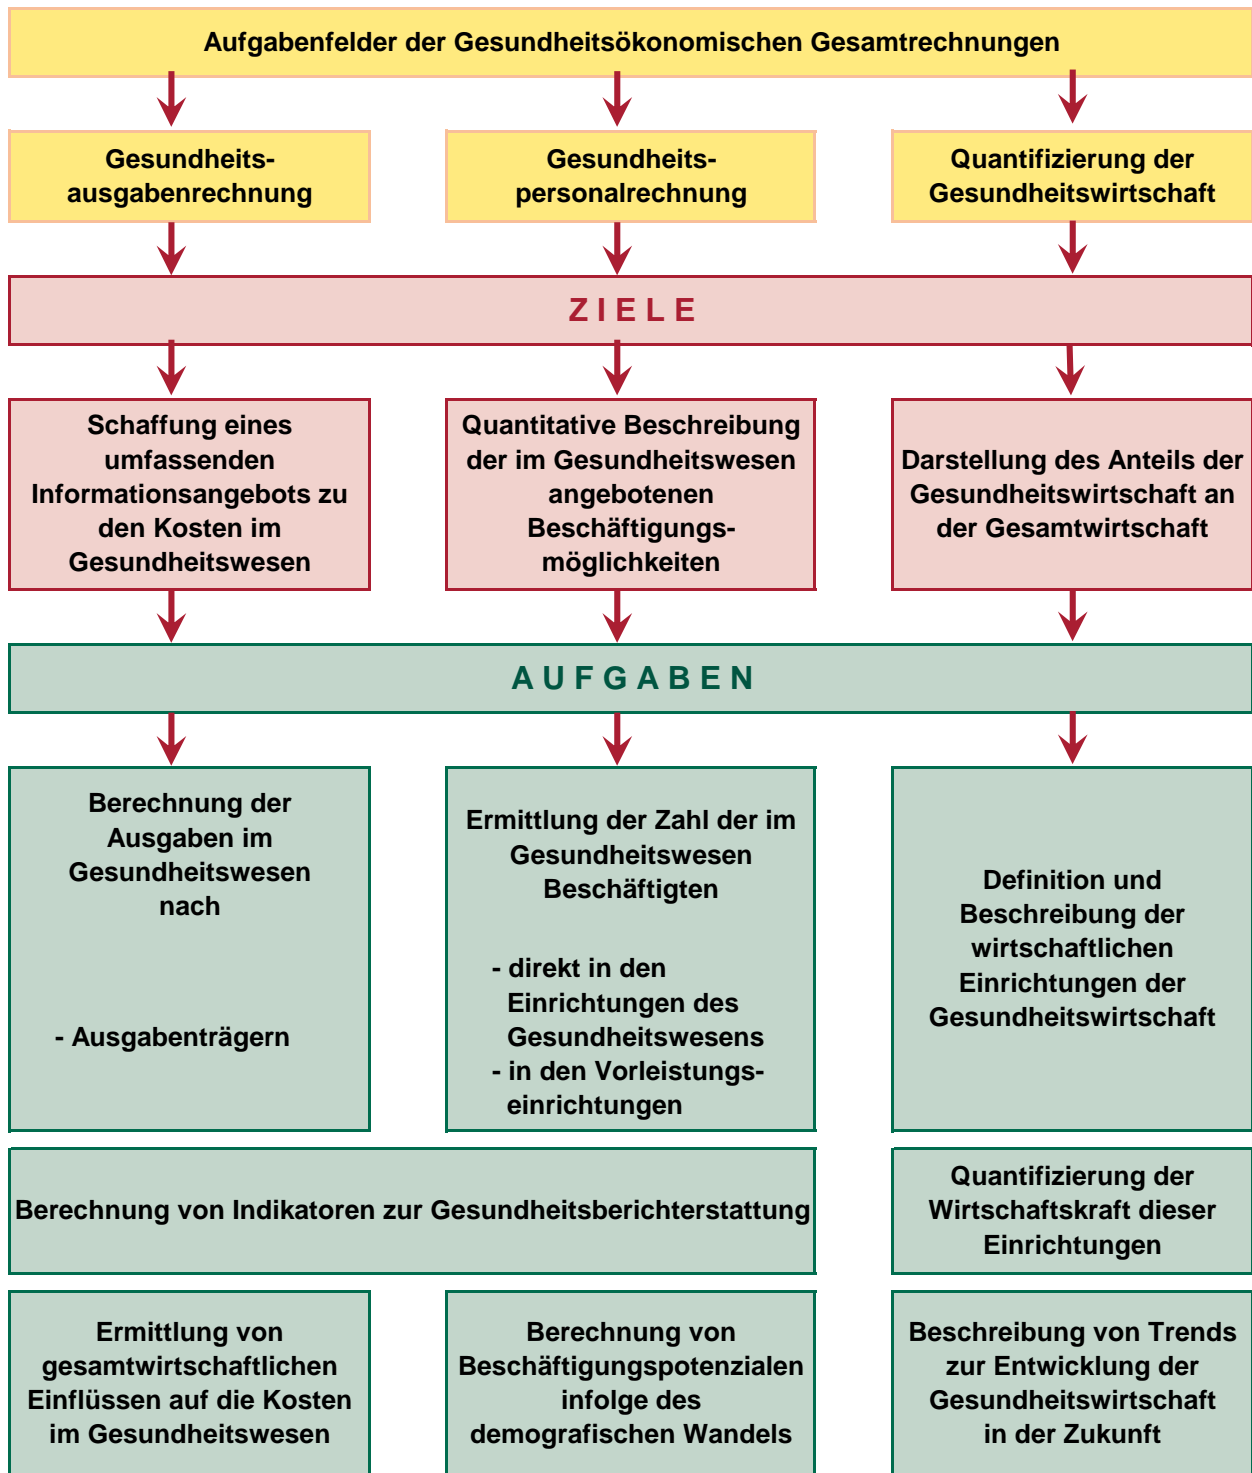 Aufgabenfelder der Gesundheitsökonomischen Gesamtrechnungen
Gesundheits-
ausgabenrechnung
Gesundheits-
personalrechnung
Quantifizierung der
Gesundheitswirtschaft
ZIELE
Schaffung eines
umfassenden
Informationsangebots zu
den Kosten im
Gesundheitswesen
Quantitative Beschreibung
der im Gesundheitswesen
angebotenen
Beschäftigungs-
möglichkeiten
Darstellung des Anteils der
Gesundheitswirtschaft an
der Gesamtwirtschaft
AUFGABEN
Berechnung der
Ausgaben im
Gesundheitswesen
nach
- Ausgabenträgern
Ermittlung der Zahl der im
Gesundheitswesen
Beschäftigten
- direkt in den
Einrichtungen des
Gesundheitswesens
- in den Vorleistungs-
einrichtungen
Definition und
Beschreibung der
wirtschaftlichen
Einrichtungen der
Gesundheitswirtschaft
Berechnung von Indikatoren zur Gesundheitsberichterstattung
Quantifizierung der
Wirtschaftskraft dieser
Einrichtungen
Ermittlung von
gesamtwirtschaftlichen
Einflüssen auf die Kosten
im Gesundheitswesen
Berechnung von
Beschäftigungspotenzialen
infolge des
demografischen Wandels
Beschreibung von Trends
zur Entwicklung der
Gesundheitswirtschaft
in der Zukunft